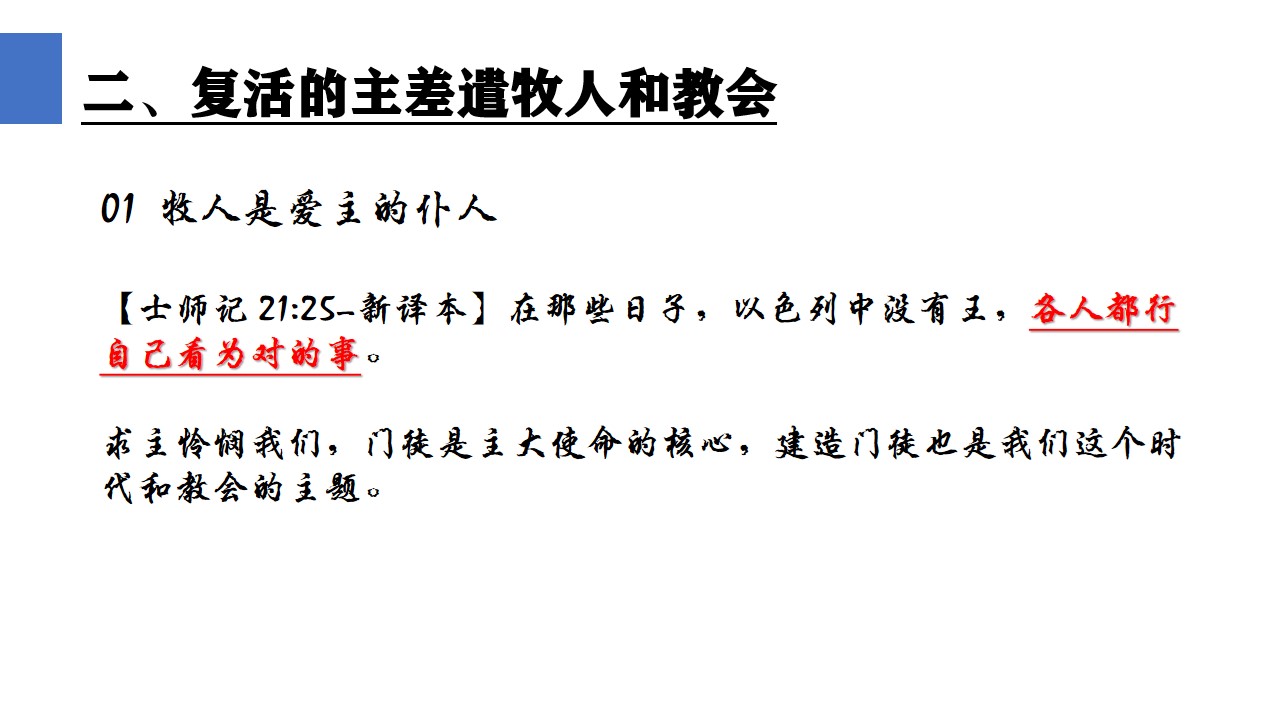 二、复活的主差遣牧人和教会
01 牧人是爱主的仆人
【士师记 21:25-新译本】在那些日子，以色列中没有王，各人都行
自己看为对的事。
求主怜悯我们，门徒是主大使命的核心，建造门徒也是我们这个时
代和教会的主题。